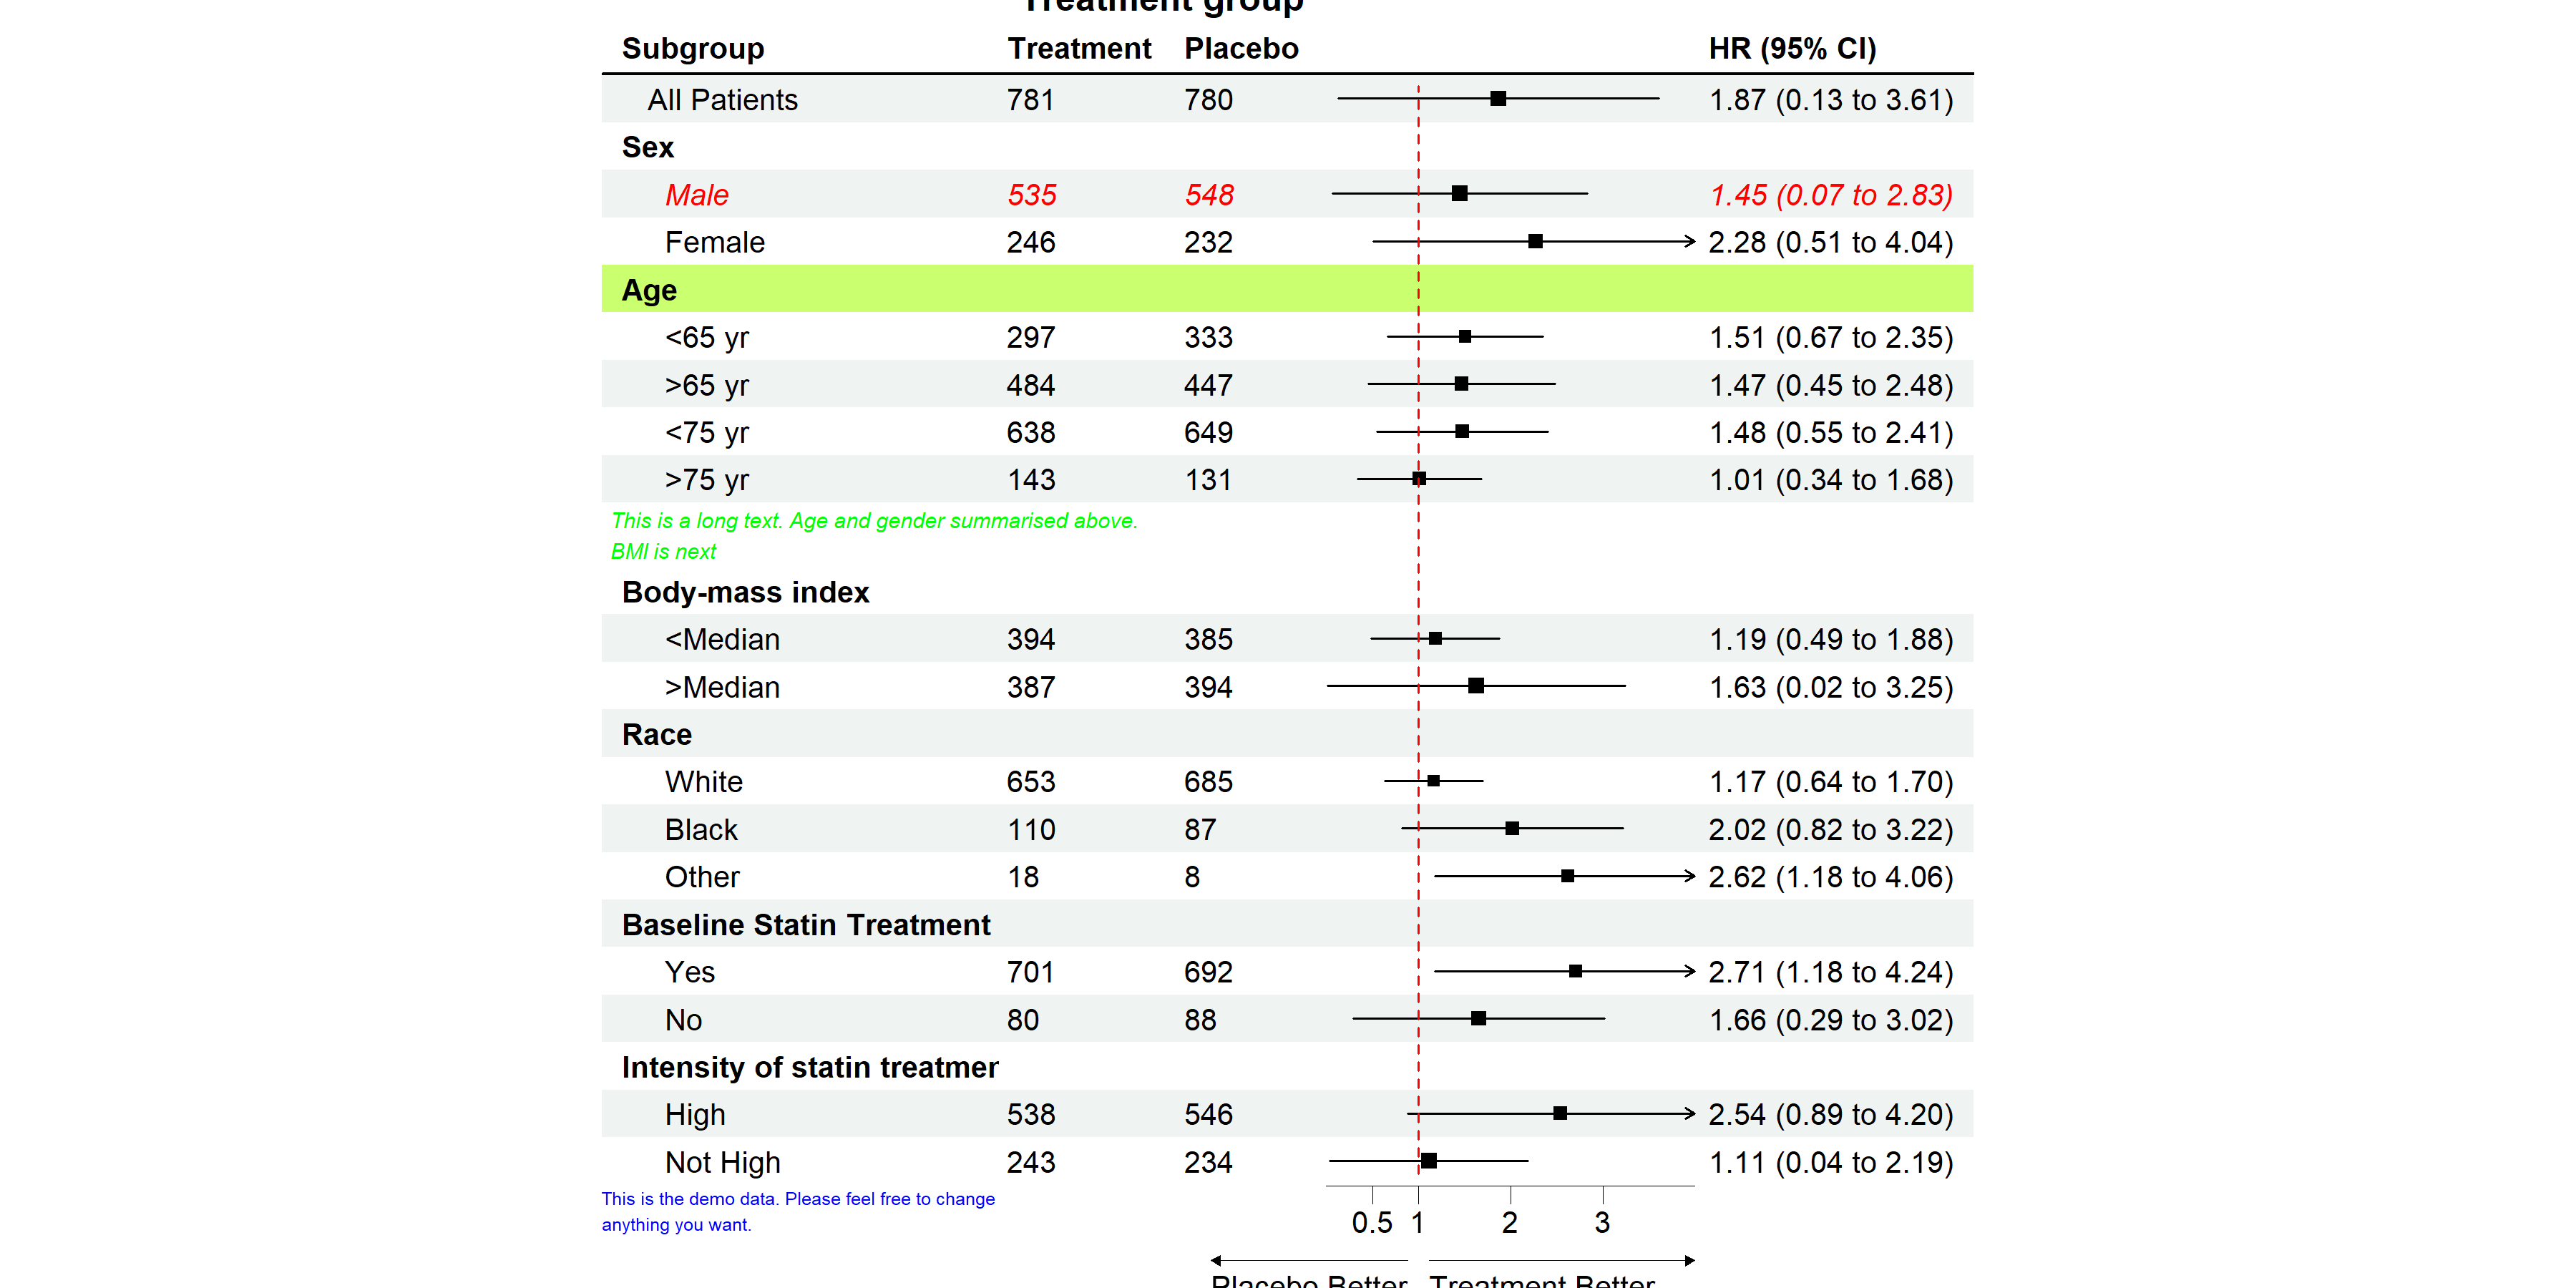 Treatment group
Subgroup Treatment Placebo HR (95% CI)
All Patients 781 780 1.87 (0.13 to 3.61)
Sex
Male 535 548 1.45 (0.07 to 2.83)
Female 246 232 2.28 (0.51 to 4.04)
Age
<65 yr 297 333 1.51 (0.67 to 2.35)
>65 yr 484 447 1.47 (0.45 to 2.48)
<75 yr 638 649 1.48 (0.55 to 2.41)
>75 yr 143 131 1.01 (0.34 to 1.68)
This is a long text. Age and gender summarised above.
BMI is next
Body-mass index
<Median 394 385 1.19 (0.49 to 1.88)
>Median 387 394 1.63 (0.02 to 3.25)
Race
White 653 685 1.17 (0.64 to 1.70)
Black 110 87 2.02 (0.82 to 3.22)
Other 18 8 2.62 (1.18 to 4.06)
Baseline Statin Treatment
Yes 701 692 2.71 (1.18 to 4.24)
No 80 88 1.66 (0.29 to 3.02)
Intensity of statin treatmer
High 538 546 2.54 (0.89 to 4.20)
Not High 243 234 1.11 (0.04 to 2.19)
This is the demo data. Please feel free to change
anything you want.
0.5 1 2 3
Placebo Better Treatment Better